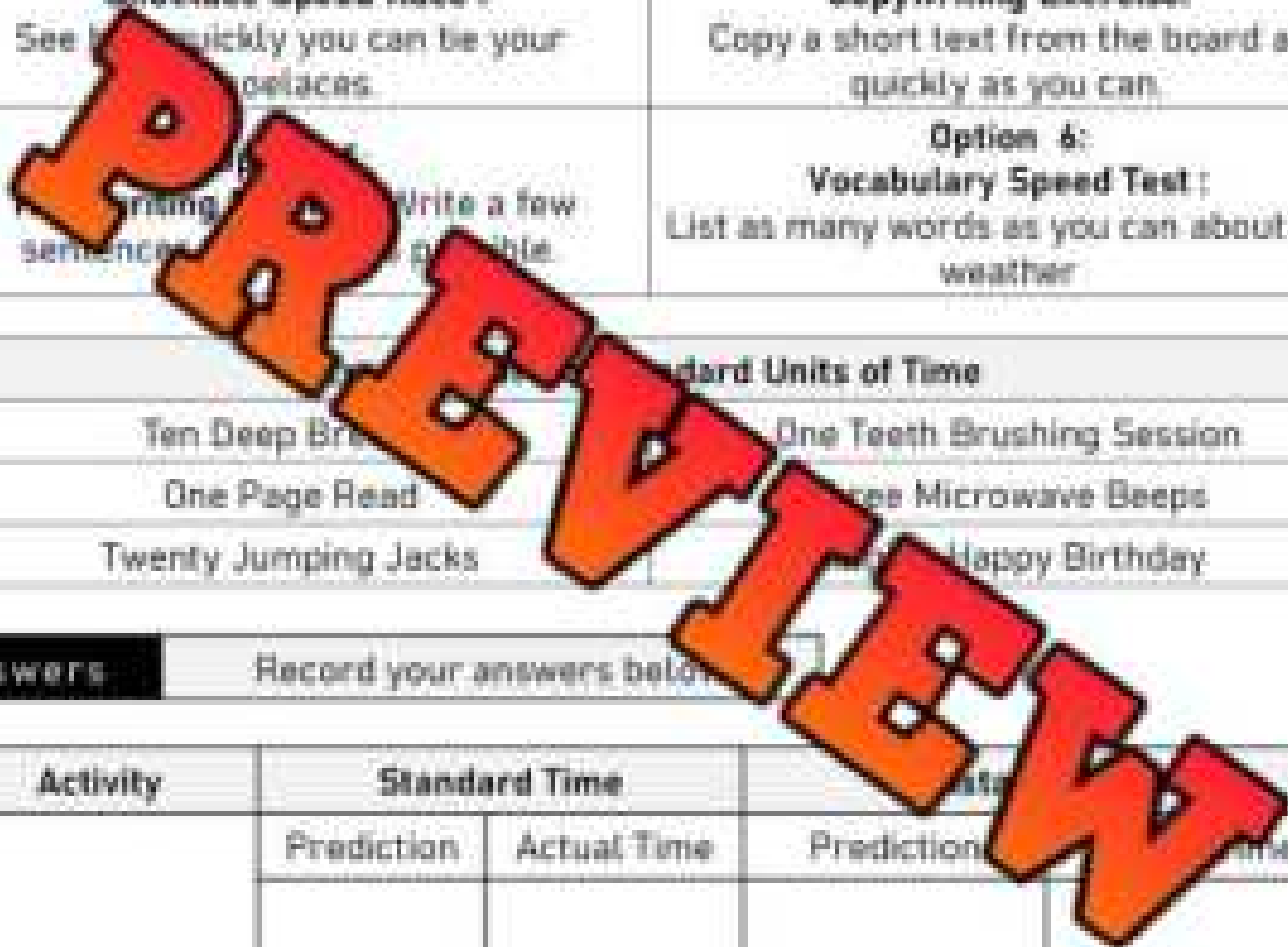 See quickly you can tie your
Copy a short text from the board
quickly as you can.
Write a few
Option 6:
Vocabulary Speed Test :
List as many words as you can about
weather
Units of Time
Ten Deep
One Teeth Brushing Session
One Page Read
Microwave Beeps
Twenty Jumping Jacks
Happy Birthday
Record your answers
Activity
Standard Time
Prediction
Actual Time
Prediction
PREVIEW